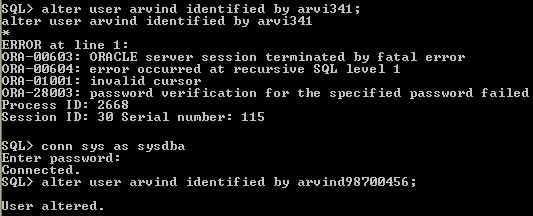 SQL> alter user arvind identified by arvi341;
alter user arvind identified by arvi341
*
ERROR at line 1:
ORA-00603: ORACLE server session terminated by fatal error
ORA-00604: error occurred at recursive SQL level 1
ORA-01001: invalid cursor
ORA-28003: password verification for the specified password failed
Process ID: 2668
Session ID: 30 Serial number: 115
SQL> conn sys as sysdba
Enter password:
Connected.
SQL> alter user arvind identified by arvind98700456;
User altered.